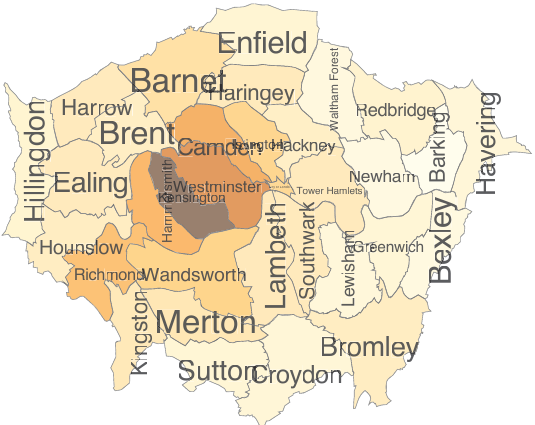 Enfield
Barnet
Haringey
Waltham Forest
Harrow
Redbridge
Havering
Hillingdon
Brent
Camden
Islington
Hackney
Barking
Ealing
Hammersmith
Westminster
Kensington
Tower Hamlets
Newham
Hounslow
Richmond
Wandsworth
Lambeth
Southwark
Lewisham
Greenwich
Bexley
Kingston
Merton
Sutton
Croydon
Bromley